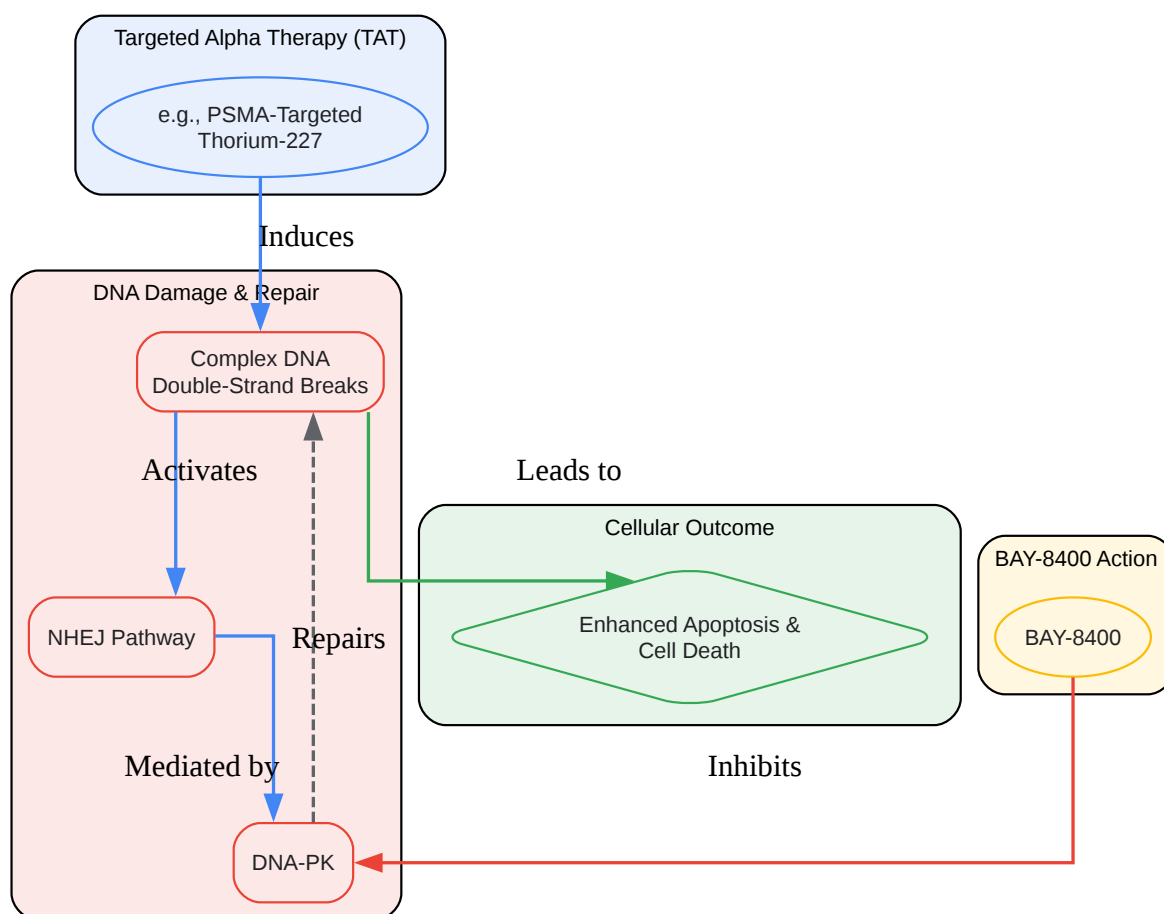 Targeted Alpha Therapy (TAT)
e.g., PSMA-Targeted
Thorium-227
Induces
DNA Damage & Repair
Complex DNA
Double-Strand Breaks
Activates
Leads to
Cellular Outcome
BAY-8400 Action
NHEJ Pathway
Repairs
Enhanced Apoptosis &
Cell Death
BAY-8400
Mediated by
Inhibits
DNA-PK